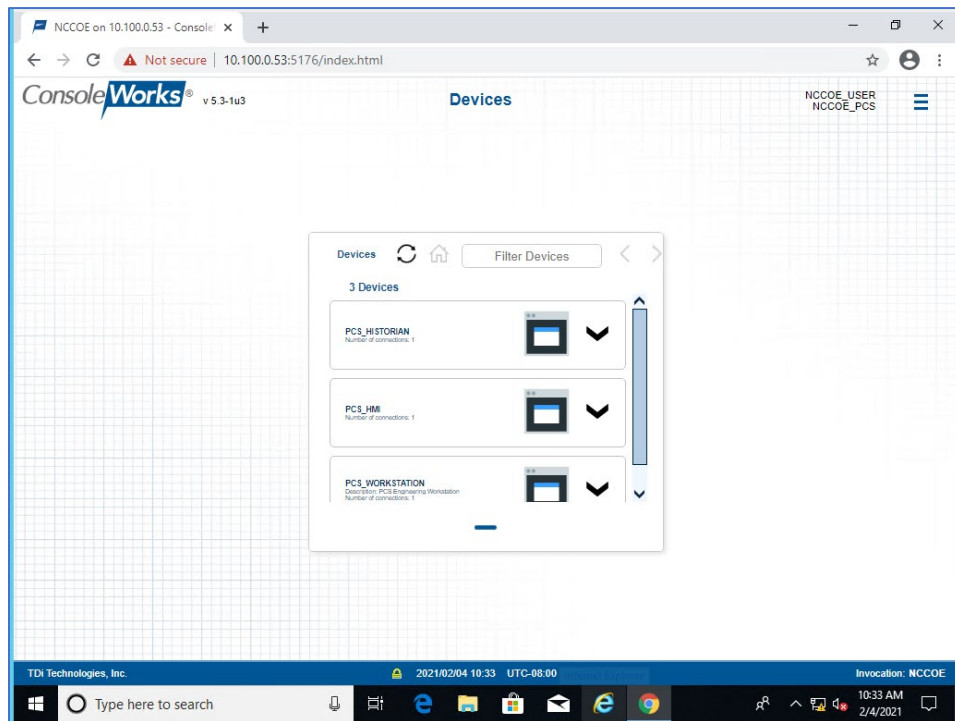 NCCOE on 10.100.0.53 - Console
Not secure | 10.100.0.53:5176/index.html
ConsoleWorks® v 5.3-1u3
Devices
NCCOE_USER
NCCOE_PCS
Devices
Filter Devices
3 Devices
PCS_HISTORIAN
Number of connections: 1
PCS_HMI
Number of connections: 1
PCS_WORKSTATION
Description: PCS Engineering Workstation
Number of connections: 1
TDi Technologies, Inc.
2021/02/04 10:33 UTC-08:00
Invocation: NCCOE
Type here to search
10:33 AM
2/4/2021